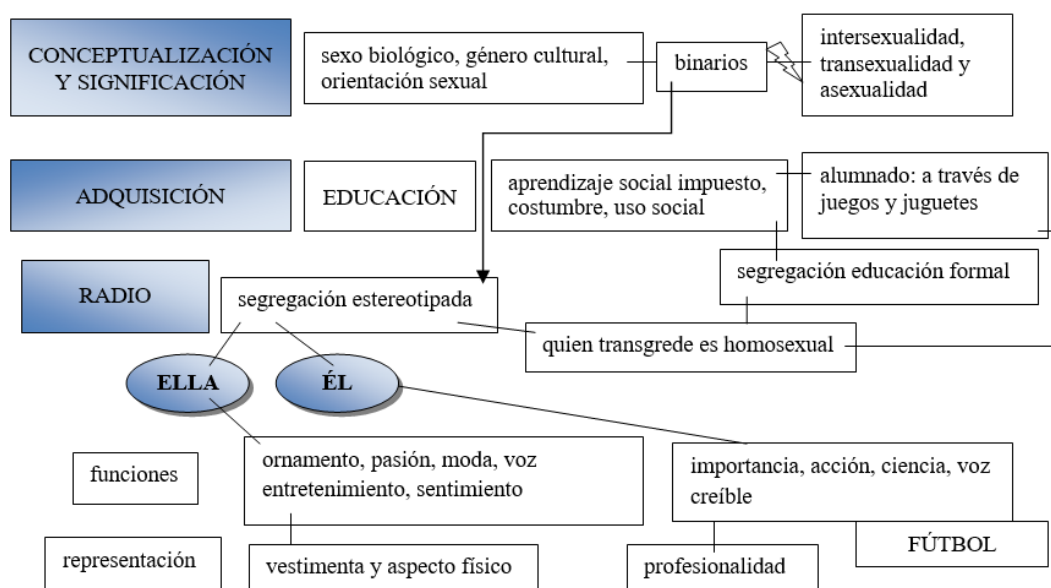 CONCEPTUALIZACIÓN
Y SIGNIFICACIÓN
sexo biológico, género cultural,
orientación sexual
binarios
intersexualidad,
transexualidad y
asexualidad
ADQUISICIÓN
EDUCACIÓN
aprendizaje social impuesto,
costumbre, uso social
alumnado: a través de
juegos y juguetes
segregación educación formal
RADIO
segregación estereotipada
quien transgrede es homosexual
ELLA
ÉL
funciones
ornamento, pasión, moda, voz
entretenimiento, sentimiento
importancia, acción, ciencia, voz
creíble
FÚTBOL
representación
vestimenta y aspecto físico
profesionalidad